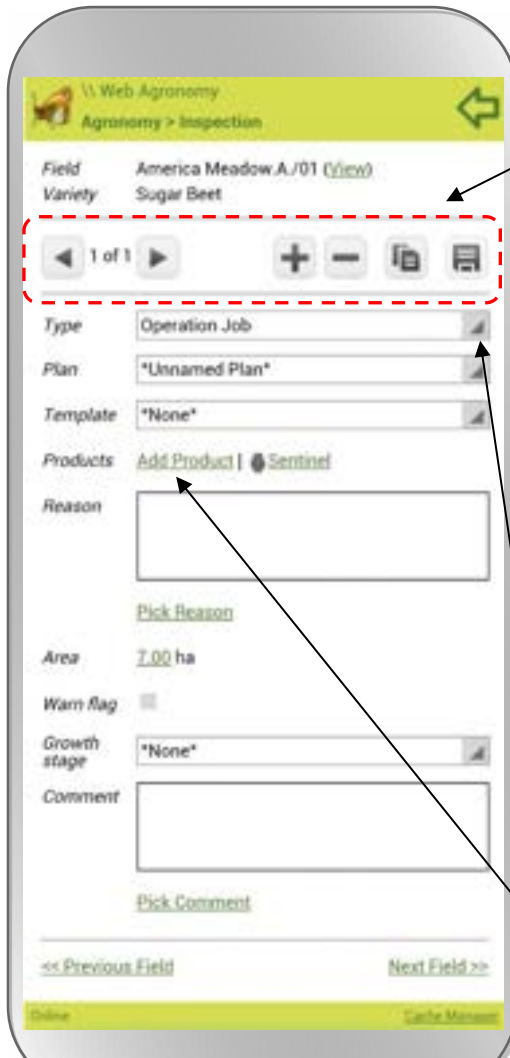 \\ Web Agronomy
Agronomy > Inspection
Field America Meadow.A./01 (View)
Variety Sugar Beet
1 of 1
Type Operation Job
Plan *Unnamed Plan*
Template *None*
Products Add Product | Sentinel
Reason
Pick Reason
Area 7.00 ha
Warn flag
Growth stage *None*
Comment
Pick Comment
<< Previous Field Next Field >>
Online Cache Manager